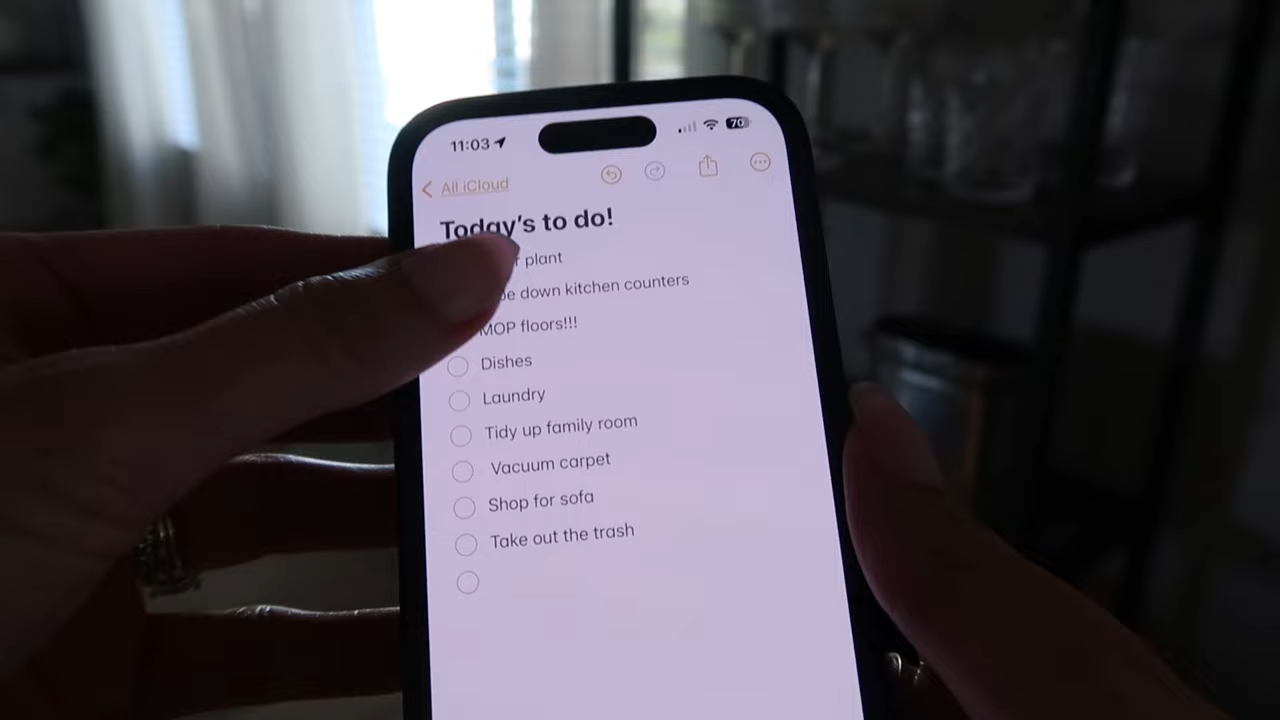 11:03
70
All iCloud
Today's to do!
plant
down kitchen counters
MOP floors!!!
Dishes
Laundry
Tidy up family room
Vacuum carpet
Shop for sofa
Take out the trash